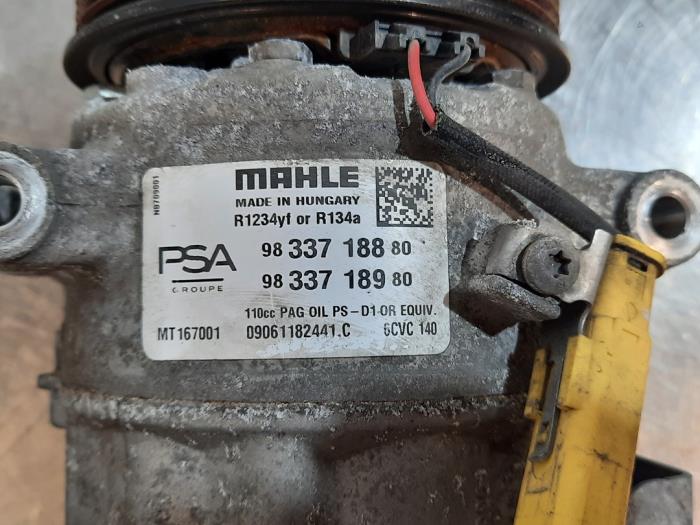 MAHLE
MADE IN HUNGARY
R1234yf or R134a
N0709001
PSA
GROUPE
98 337 188 80
98 337 189 80
110cc PAG OIL PS-D1 OR EQUIV.
MT167001 09061182441.C 6CVC 140